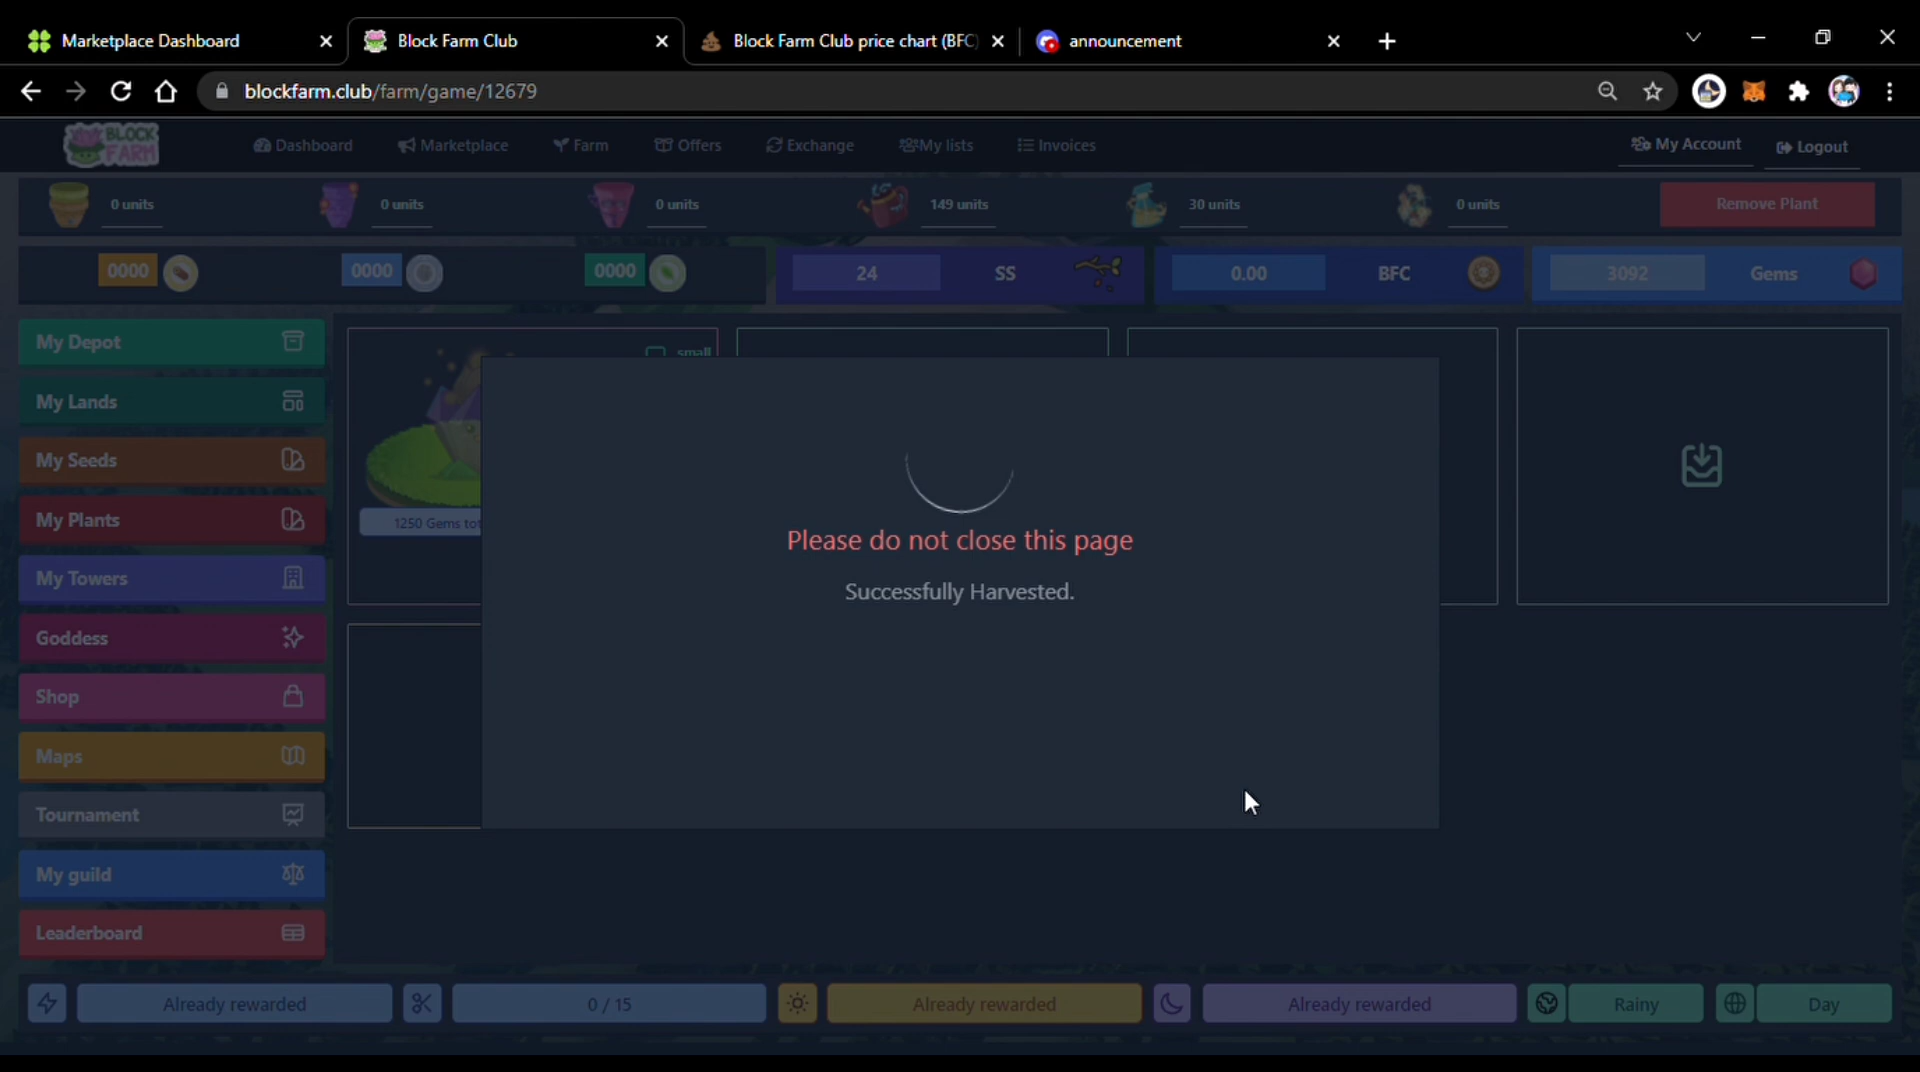 Marketplace Dashboard
Block Farm Club
Block Farm Club price chart (BFC
announcement
blockfarm.club/farm/game/12679
BLOCK FARM
Dashboard
Marketplace
Farm
Offers
Exchange
My lists
Invoices
My Account
Logout
0 units
0 units
0 units
149 units
30 units
0 units
Remove Plant
0000
0000
0000
24
SS
0.00
BFC
3092
Gems
My Depot
My Lands
My Seeds
My Plants
My Towers
Goddess
Shop
Maps
Tournament
My guild
Leaderboard
small
1250 Gems tot
Please do not close this page
Successfully Harvested.
Already rewarded
0 / 15
Already rewarded
Already rewarded
Rainy
Day